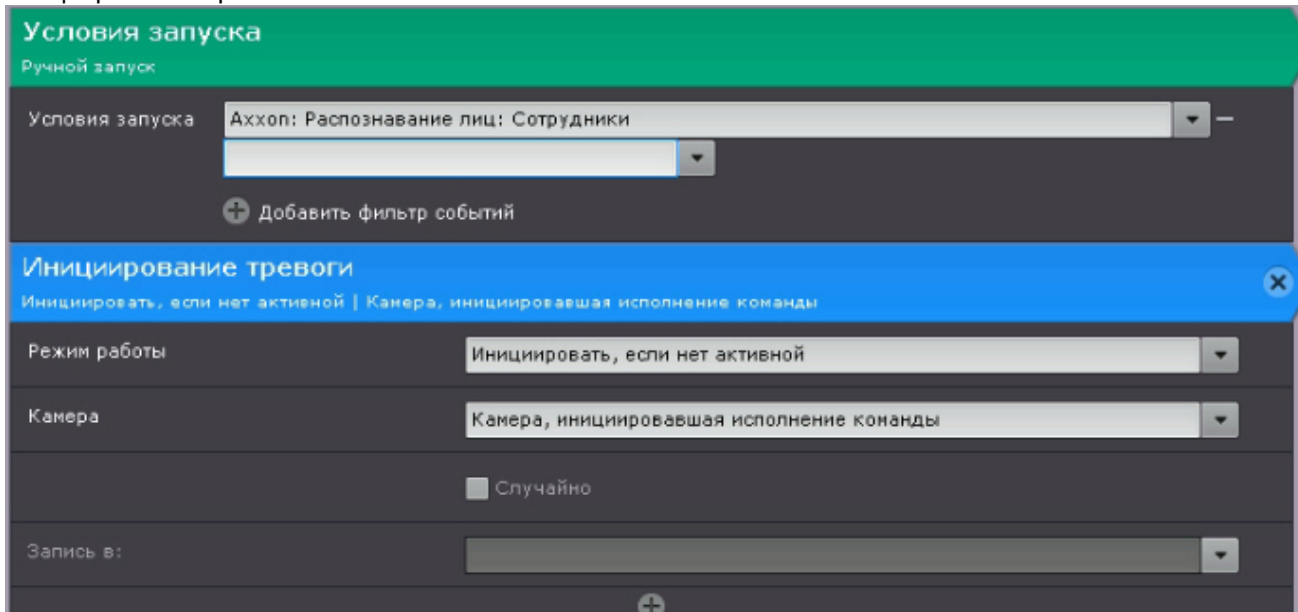 Условия запуска
Ручной запуск
Условия запуска Axxon: Распознавание лиц: Сотрудники
Добавить фильтр событий
Инициирование тревоги
Инициировать, если нет активной | Камера, инициировавшая исполнение команды
Режим работы Инициировать, если нет активной
Камера Камера, инициировавшая исполнение команды
Случайно
Запись в: